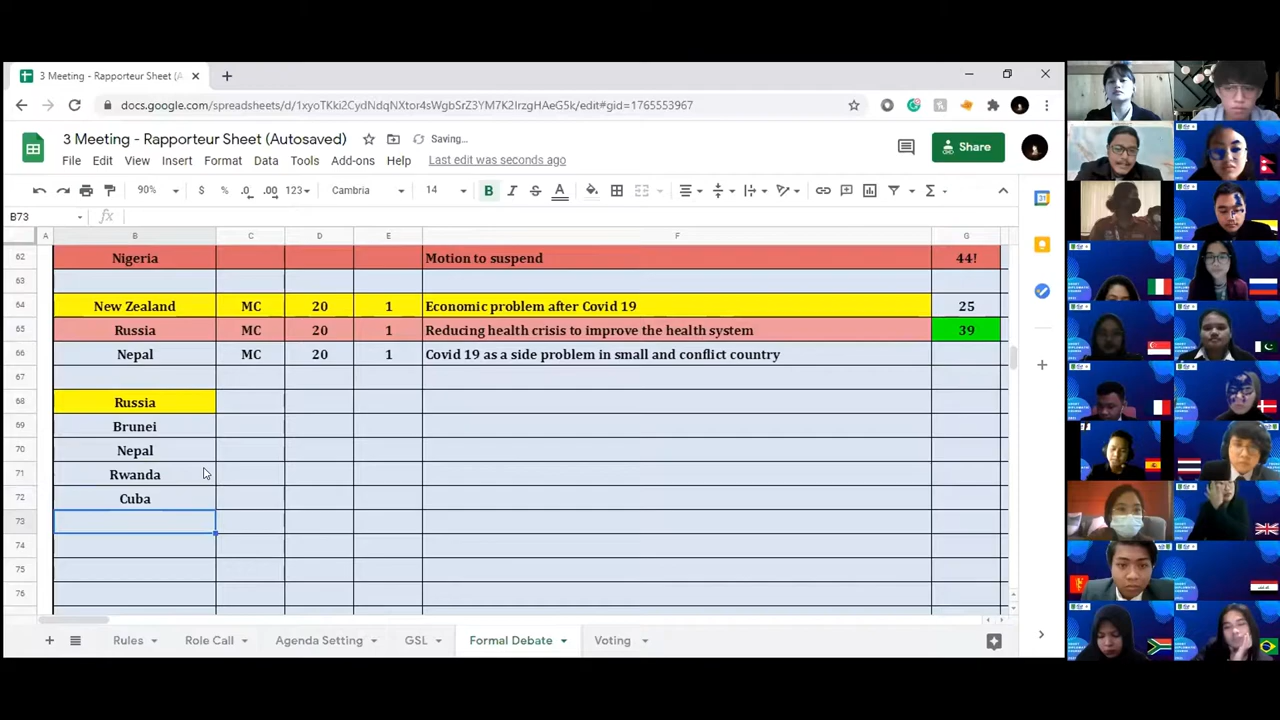 3 Meeting - Rapporteur Sheet (A
docs.google.com/spreadsheets/d/1xyoTKki2CydNdqNXtor4sWgbSrZ3YM7K2IrzgHAeG5k/edit#gid=1765553967
3 Meeting - Rapporteur Sheet (Autosaved) Saving...
File Edit View Insert Format Data Tools Add-ons Help Last edit was seconds ago
Share
90% $ % .0 .00 123 Cambria 14 B I S A
B73 fx
A B C D E F G
62 Nigeria Motion to suspend 44!
63
64 New Zealand MC 20 1 Economic problem after Covid 19 25
65 Russia MC 20 1 Reducing health crisis to improve the health system 39
66 Nepal MC 20 1 Covid 19 as a side problem in small and conflict country
67
68 Russia
69 Brunei
70 Nepal
71 Rwanda
72 Cuba
73
74
75
76
Rules Role Call Agenda Setting GSL Formal Debate Voting